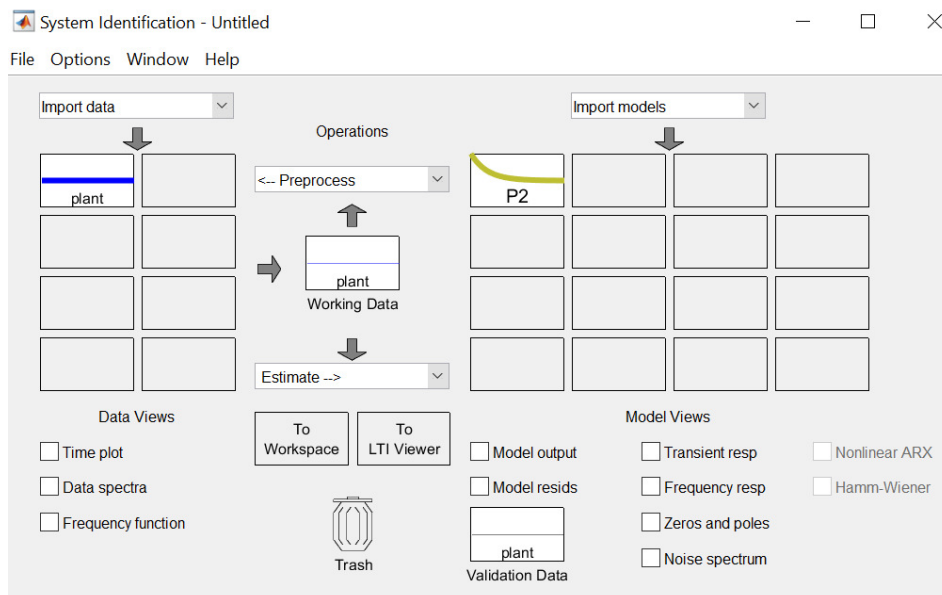 System Identification - Untitled
File Options Window Help
Import data
Import models
Operations
<-- Preprocess
plant
P2
plant
Working Data
Estimate -->
Data Views
Model Views
To
Workspace
To
LTI Viewer
Time plot
Data spectra
Frequency function
Trash
Model output
Model resids
plant
Validation Data
Transient resp
Frequency resp
Zeros and poles
Noise spectrum
Nonlinear ARX
Hamm-Wiener